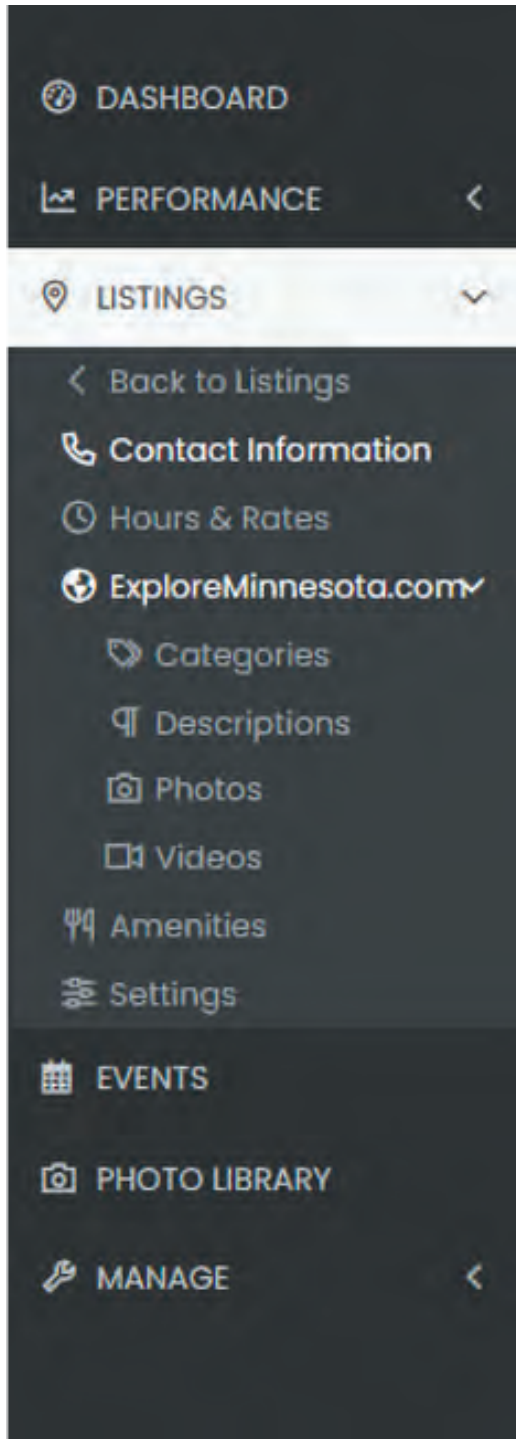 DASHBOARD
PERFORMANCE
LISTINGS
Back to Listings
Contact Information
Hours & Rates
ExploreMinnesota.com
Categories
Descriptions
Photos
Videos
Amenities
Settings
EVENTS
PHOTO LIBRARY
MANAGE